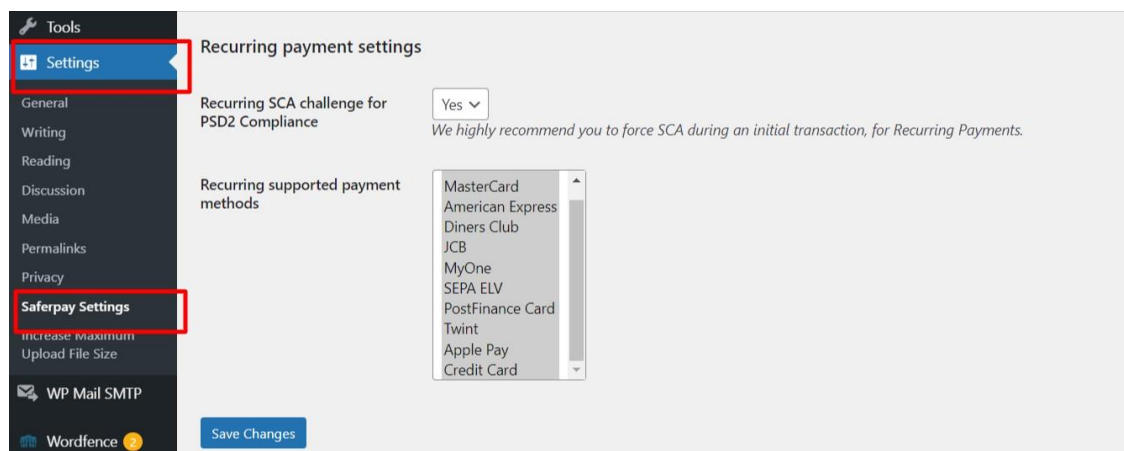 Tools
Settings
General
Writing
Reading
Discussion
Media
Permalinks
Privacy
Saferpay Settings
Increase Maximum
Upload File Size
WP Mail SMTP
Wordfence 2
Recurring payment settings
Recurring SCA challenge for
PSD2 Compliance
Yes
We highly recommend you to force SCA during an initial transaction, for Recurring Payments.
Recurring supported payment
methods
MasterCard
American Express
Diners Club
JCB
MyOne
SEPA ELV
PostFinance Card
Twint
Apple Pay
Credit Card
Save Changes